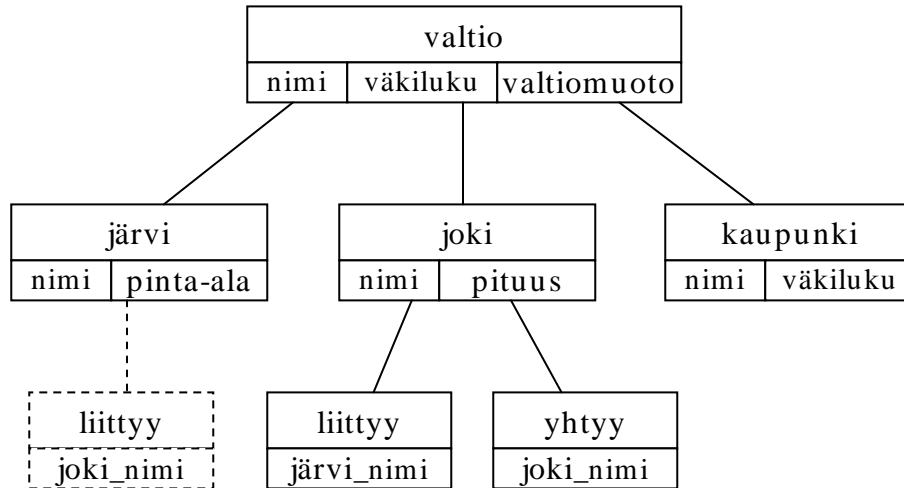 valtio
nimi väkiluku valtiomuoto
järvi joki kaupunki
nimi pinta-ala nimi pituus nimi väkiluku
liittyy liittyy yhtyy
joki_nimi järvi_nimi joki_nimi